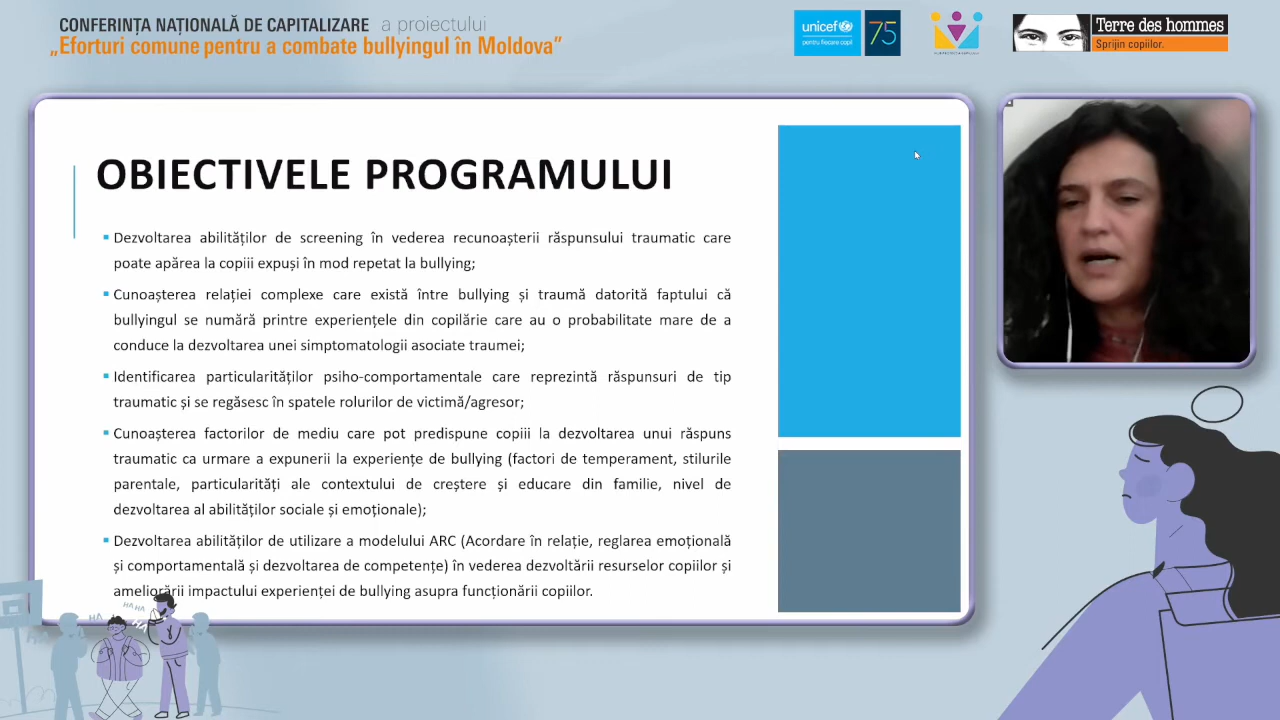 CONFERINȚA NAȚIONALĂ DE CAPITALIZARE a proiectului
„Eforturi comune pentru a combate bullyingul în Moldova”
unicef
pentru fiecare copil
75
Terre des hommes
Sprijin copiilor.
OBIECTIVELE PROGRAMULUI
Dezvoltarea abilităților de screening în vederea recunoașterii răspunsului traumatic care
poate apărea la copiii expuși în mod repetat la bullying;
Cunoașterea relației complexe care există între bullying și traumă datorită faptului că
bullyingul se numără printre experiențele din copilărie care au o probabilitate mare de a
conduce la dezvoltarea unei simptomatologii asociate traumei;
Identificarea particularităților psiho-comportamentale care reprezintă răspunsuri de tip
traumatic și se regăsesc în spatele rolurilor de victimă/agresor;
Cunoașterea factorilor de mediu care pot predispune copiii la dezvoltarea unui răspuns
traumatic ca urmare a expunerii la experiențe de bullying (factori de temperament, stilurile
parentale, particularități ale contextului de creștere și educare din familie, nivel de
dezvoltarea al abilităților sociale și emoționale);
Dezvoltarea abilităților de utilizare a modelului ARC (Acordare în relație, reglarea emoțională
și comportamentală și dezvoltarea de competențe) în vederea dezvoltării resurselor copiilor și
ameliorării impactului experienței de bullying asupra funcționării copiilor.
HA
HA HA
HA
HA